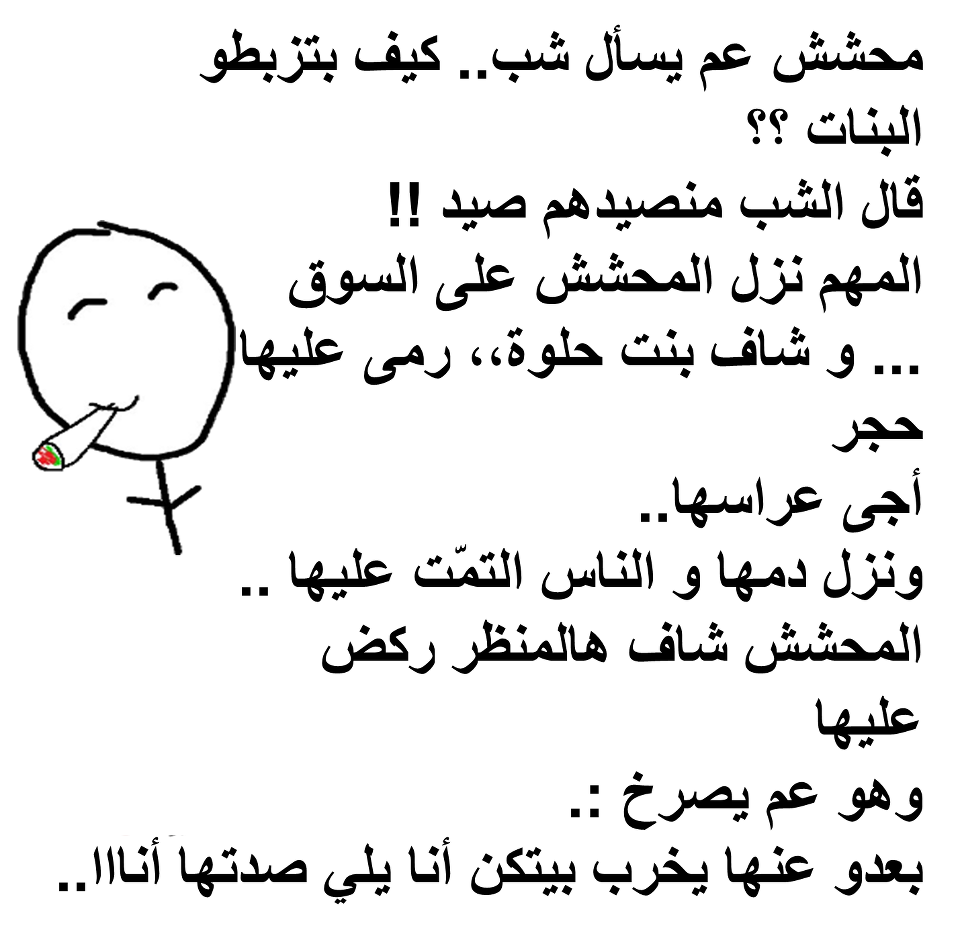 محشش عم يسأل شب.. كيف بتزبطو
البنات ؟؟
قال الشب منصيدهم صيد !!
المهم نزل المحشش على السوق
... و شاف بنت حلوة،، رمى عليها
حجر
أجى عراسها..
ونزل دمها و الناس التمّت عليها ..
المحشش شاف هالمنظر ركض
عليها
وهو عم يصرخ :.
بعدو عنها يخرب بيتكن أنا يلي صدتها أنااا..